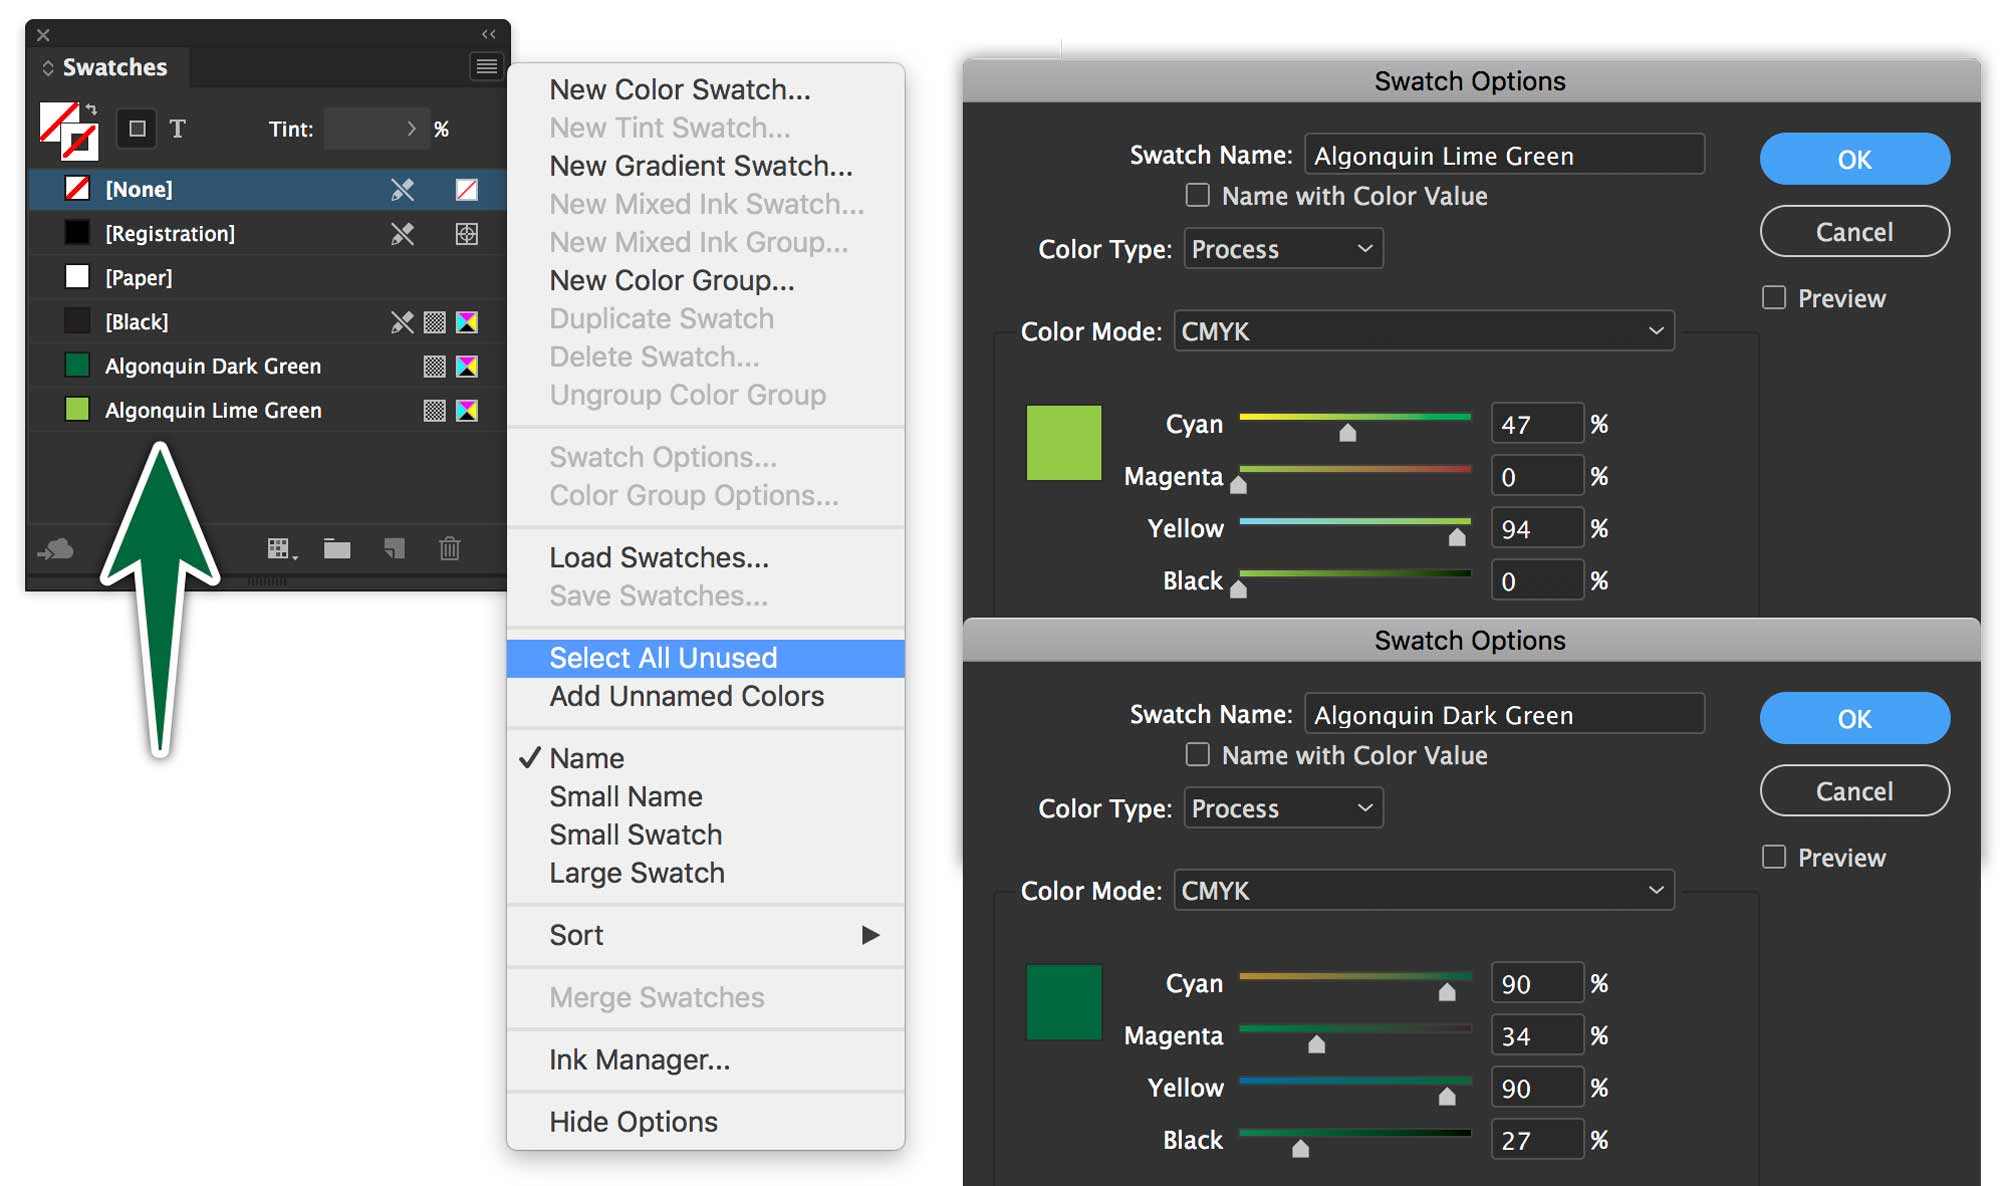 Swatches
T Tint: %
[None]
[Registration]
[Paper]
[Black]
Algonquin Dark Green
Algonquin Lime Green
New Color Swatch...
New Tint Swatch...
New Gradient Swatch...
New Mixed Ink Swatch...
New Mixed Ink Group...
New Color Group...
Duplicate Swatch
Delete Swatch...
Ungroup Color Group
Swatch Options...
Color Group Options...
Load Swatches...
Save Swatches...
Select All Unused
Add Unnamed Colors
Name
Small Name
Small Swatch
Large Swatch
Sort
Merge Swatches
Ink Manager...
Hide Options
Swatch Options
Swatch Name: Algonquin Lime Green
OK
Name with Color Value
Cancel
Color Type: Process
Preview
Color Mode: CMYK
Cyan 47 %
Magenta 0 %
Yellow 94 %
Black 0 %
Swatch Options
Swatch Name: Algonquin Dark Green
OK
Name with Color Value
Cancel
Color Type: Process
Preview
Color Mode: CMYK
Cyan 90 %
Magenta 34 %
Yellow 90 %
Black 27 %